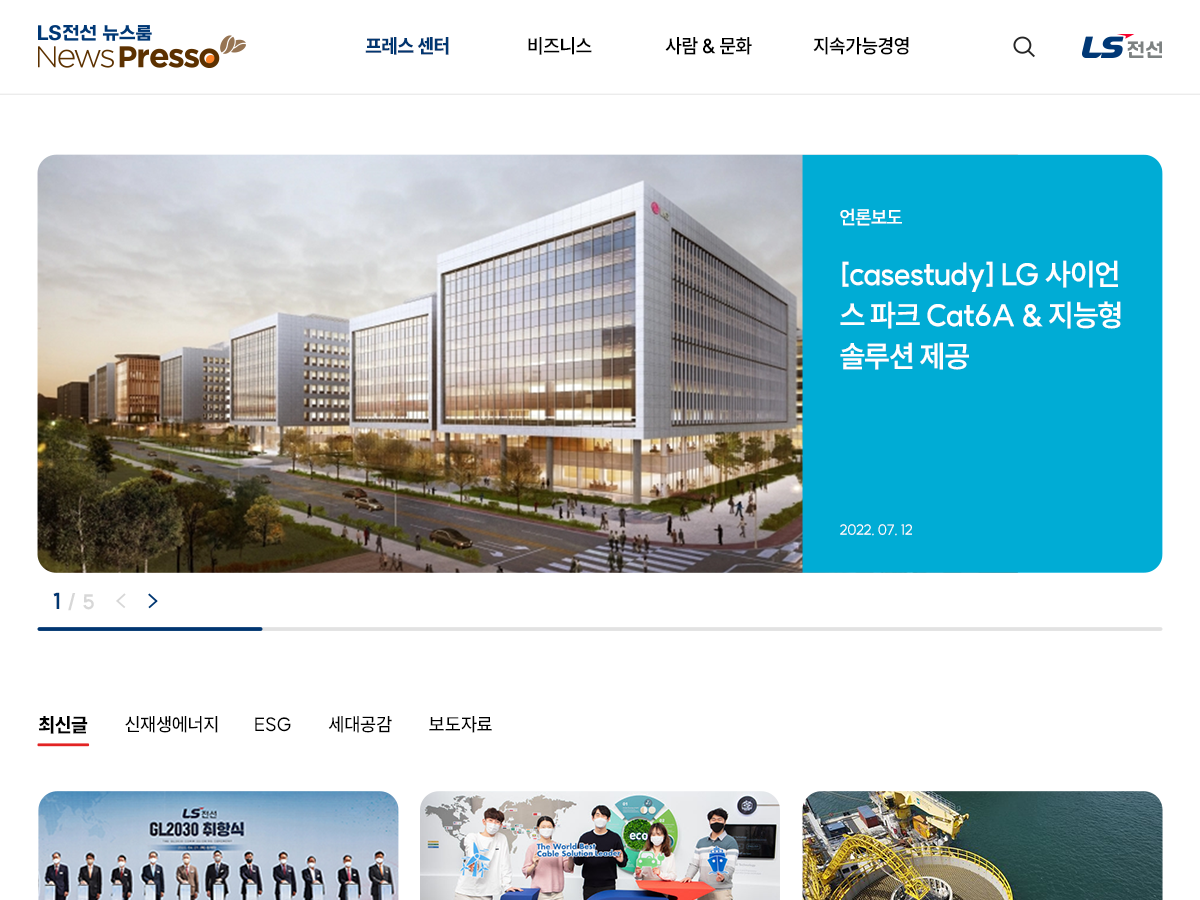 LS전선 뉴스룸
News Presso
프레스 센터
비즈니스
사람 & 문화
지속가능경영
LS전선
언론보도
[casestudy] LG 사이언
스 파크 Cat6A & 지능형
솔루션 제공
2022. 07. 12
1 / 5
최신글
신재생에너지
ESG
세대공감
보도자료
LS전선
GL2030 취항식
The World Best
Cable Solution Leader
eco